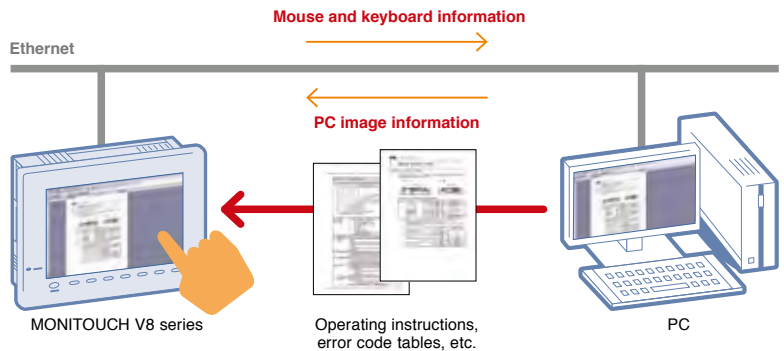 Mouse and keyboard information
Ethernet
PC image information
MONITOUCH V8 series
Operating instructions,
error code tables, etc.
PC